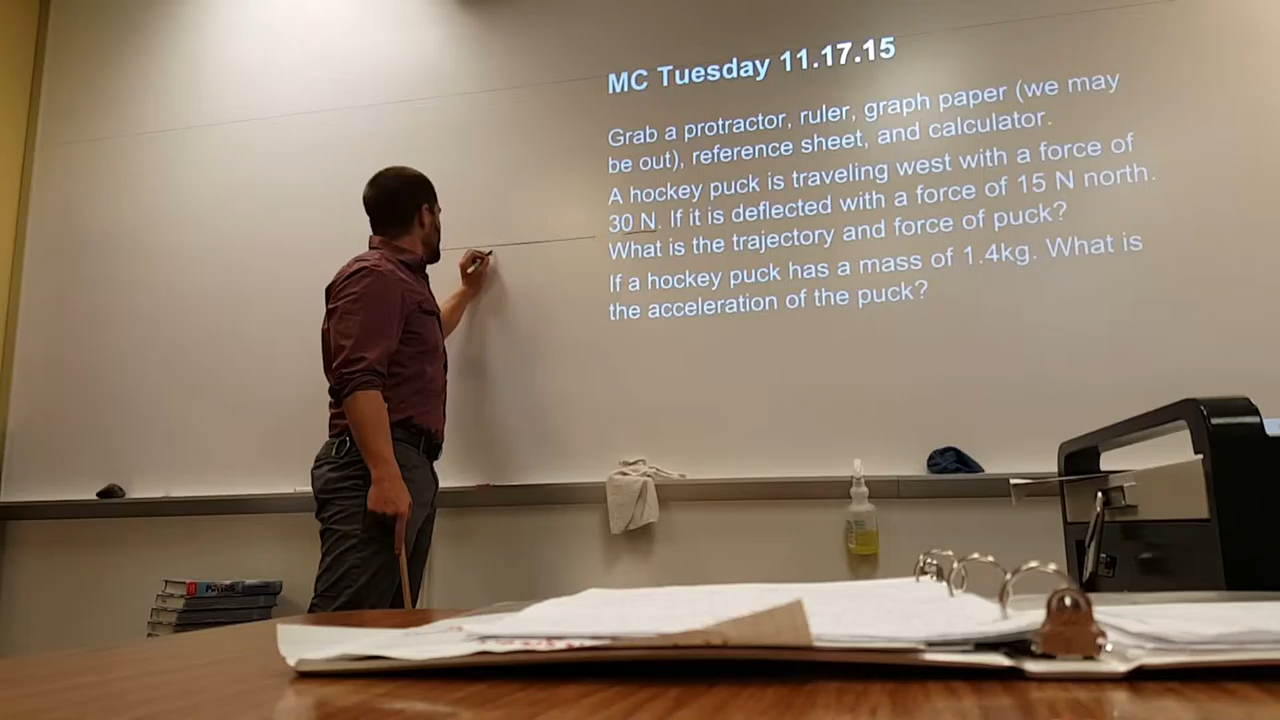 MC Tuesday 11.17.15
Grab a protractor, ruler, graph paper (we may
be out), reference sheet, and calculator.
A hockey puck is traveling west with a force of
30 N. If it is deflected with a force of 15 N north.
What is the trajectory and force of puck?
If a hockey puck has a mass of 1.4kg. What is
the acceleration of the puck?
Physics